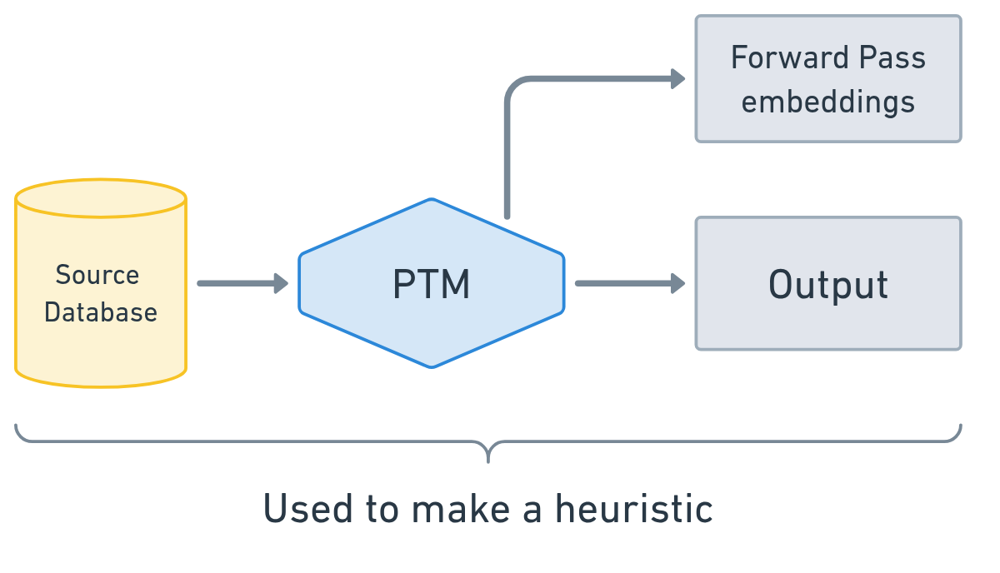 Forward Pass
embeddings
Source
Database
PTM
Output
Used to make a heuristic